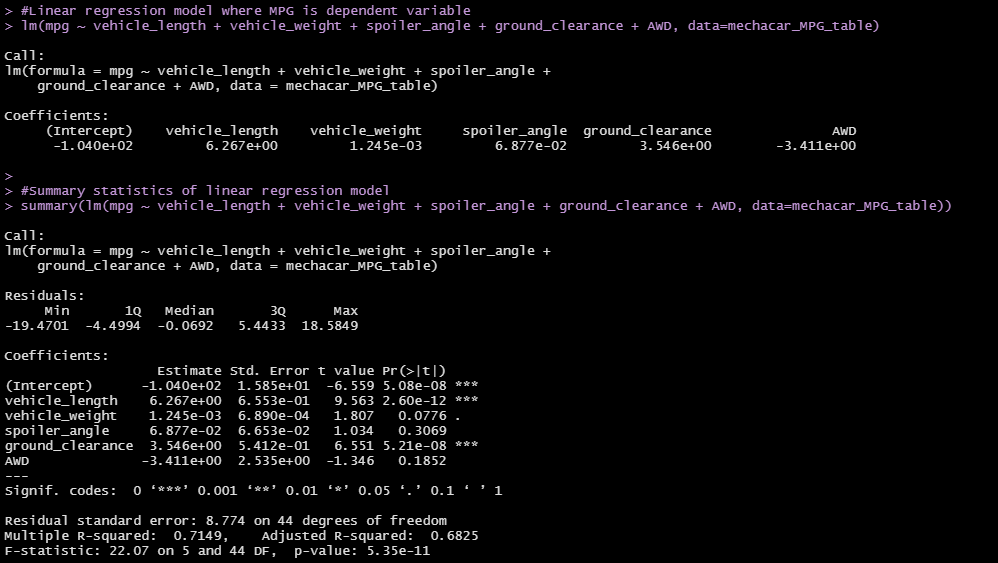 > #Linear regression model where MPG is dependent variable
> lm(mpg ~ vehicle_length + vehicle_weight + spoiler_angle + ground_clearance + AWD, data=mechacar_MPG_table)

Call:
lm(formula = mpg ~ vehicle_length + vehicle_weight + spoiler_angle +
    ground_clearance + AWD, data = mechacar_MPG_table)

Coefficients:
     (Intercept)    vehicle_length    vehicle_weight     spoiler_angle  ground_clearance               AWD
      -1.040e+02         6.267e+00         1.245e-03         6.877e-02         3.546e+00        -3.411e+00

>
> #Summary statistics of linear regression model
> summary(lm(mpg ~ vehicle_length + vehicle_weight + spoiler_angle + ground_clearance + AWD, data=mechacar_MPG_table))

Call:
lm(formula = mpg ~ vehicle_length + vehicle_weight + spoiler_angle +
    ground_clearance + AWD, data = mechacar_MPG_table)

Residuals:
     Min       1Q   Median       3Q      Max
-19.4701  -4.4994  -0.0692   5.4433  18.5849

Coefficients:
                   Estimate Std. Error t value Pr(>|t|)
(Intercept)      -1.040e+02  1.585e+01  -6.559 5.08e-08 ***
vehicle_length    6.267e+00  6.553e-01   9.563 2.60e-12 ***
vehicle_weight    1.245e-03  6.890e-04   1.807   0.0776 .
spoiler_angle     6.877e-02  6.653e-02   1.034   0.3069
ground_clearance  3.546e+00  5.412e-01   6.551 5.21e-08 ***
AWD              -3.411e+00  2.535e+00  -1.346   0.1852
---
Signif. codes:  0 ‘***’ 0.001 ‘**’ 0.01 ‘*’ 0.05 ‘.’ 0.1 ‘ ’ 1

Residual standard error: 8.774 on 44 degrees of freedom
Multiple R-squared:  0.7149,    Adjusted R-squared:  0.6825
F-statistic: 22.07 on 5 and 44 DF,  p-value: 5.35e-11